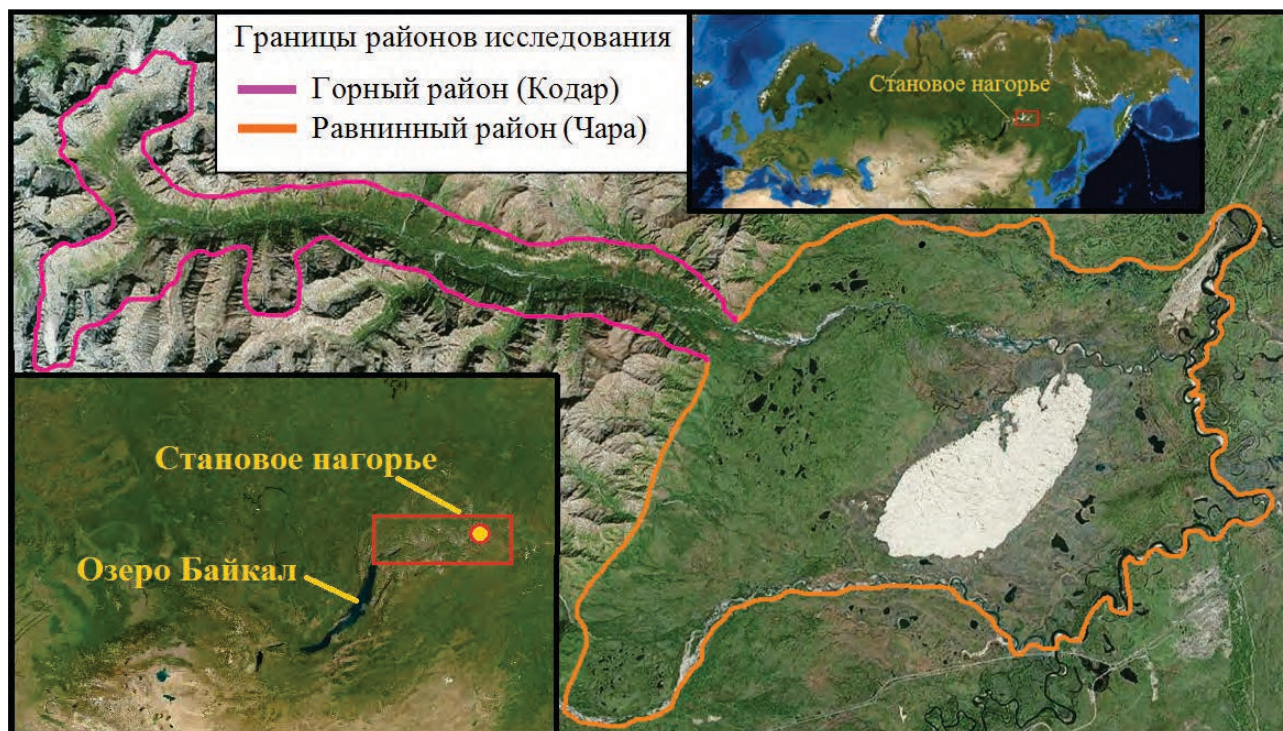 Границы районов исследования
Горный район (Кодар)
Равнинный район (Чара)
Становое нагорье
Становое нагорье
Озеро Байкал